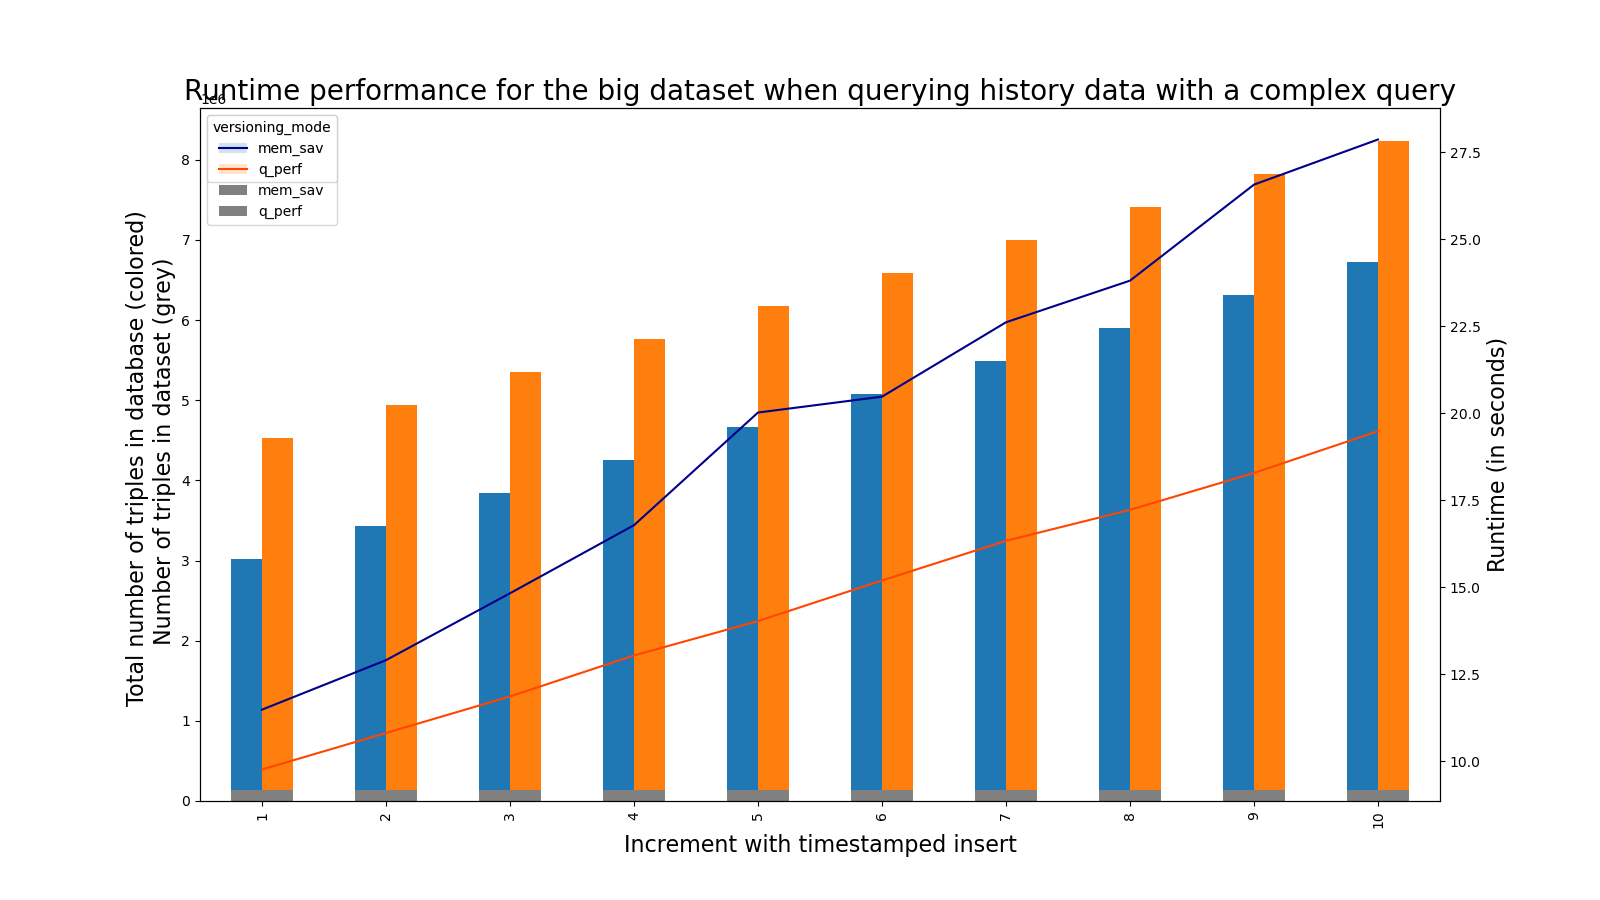 Runtime performance for the big dataset when querying history data with a complex query
1e6
versioning_mode
mem_sav
q_perf
mem_sav
q_perf
Total number of triples in database (colored)
Number of triples in dataset (grey)
8
7
6
5
4
3
2
1
0
27.5
25.0
22.5
20.0
17.5
15.0
12.5
10.0
Runtime (in seconds)
1 2 3 4 5 6 7 8 9 10
Increment with timestamped insert